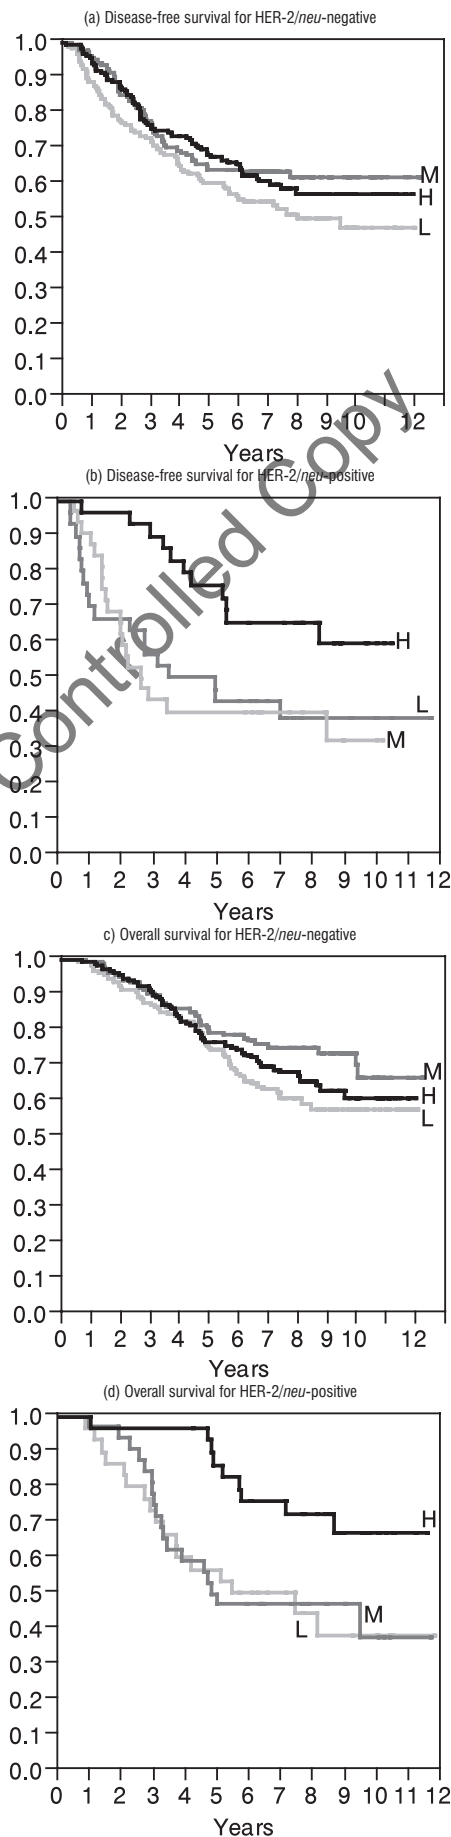 (a) Disease-free survival for HER-2/neu-negative
1.0
0.9
0.8
0.7
0.6
0.5
0.4
0.3
0.2
0.1
0.0
M
H
L
0 1 2 3 4 5 6 7 8 9 10 12
Years
(b) Disease-free survival for HER-2/neu-positive
1.0
0.9
0.8
0.7
0.6
0.5
0.4
0.3
0.2
0.1
0.0
H
L
M
0 1 2 3 4 5 6 7 8 9 10 11 12
Years
Controlled Copy
c) Overall survival for HER-2/neu-negative
1.0
0.9
0.8
0.7
0.6
0.5
0.4
0.3
0.2
0.1
0.0
M
H
L
0 1 2 3 4 5 6 7 8 9 10 12
Years
(d) Overall survival for HER-2/neu-positive
1.0
0.9
0.8
0.7
0.6
0.5
0.4
0.3
0.2
0.1
0.0
H
M
L
0 1 2 3 4 5 6 7 8 9 10 11 12
Years